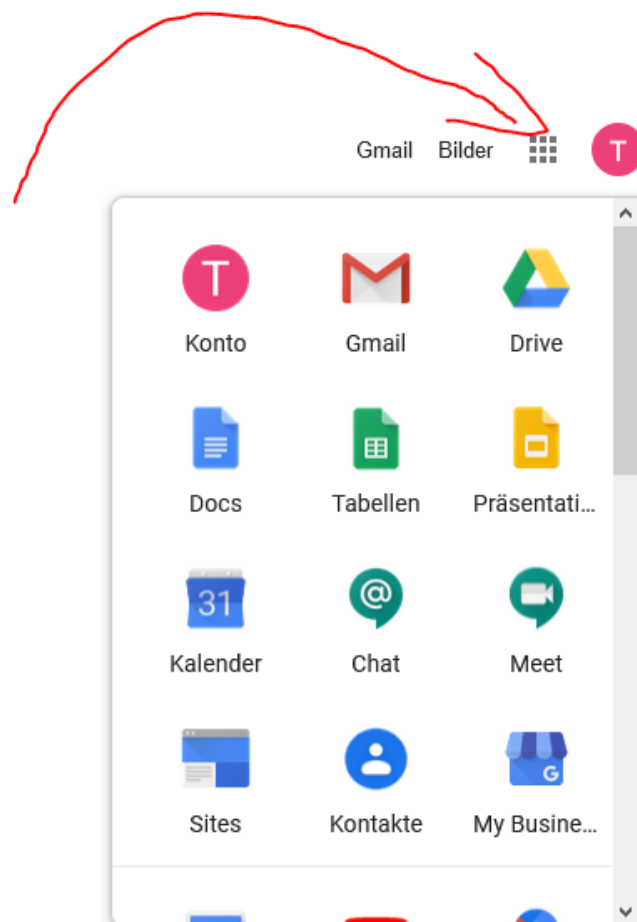 Gmail Bilder T
T
Konto Gmail Drive
Docs Tabellen Präsentati...
31 @
Kalender Chat Meet
G
Sites Kontakte My Busine...